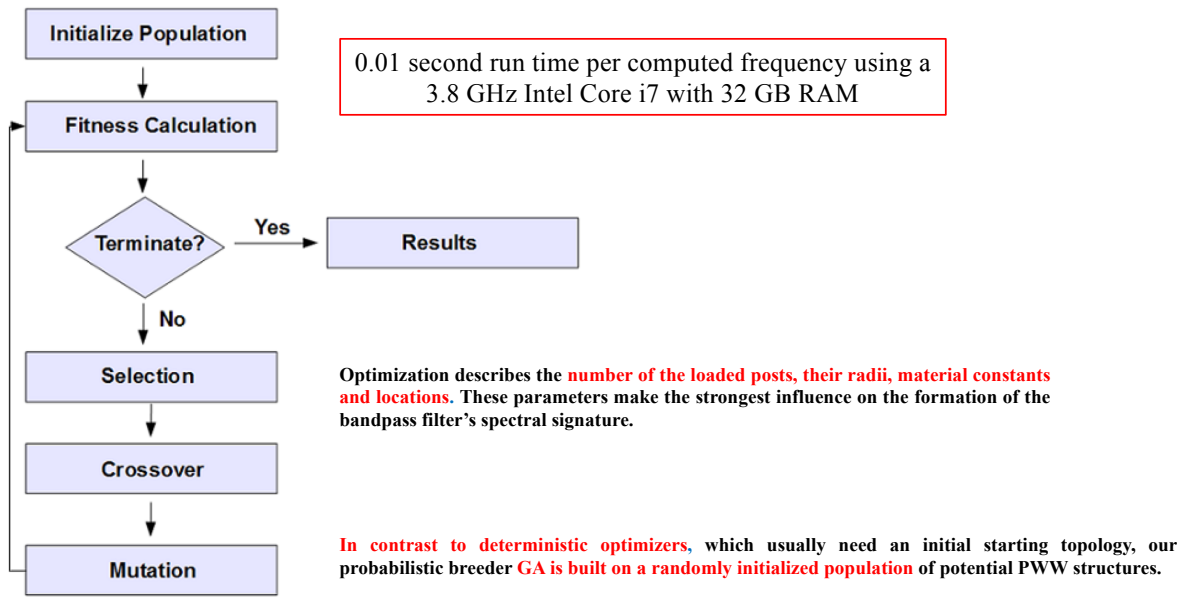 Initialize Population
0.01 second run time per computed frequency using a
3.8 GHz Intel Core i7 with 32 GB RAM
Fitness Calculation
Terminate?
Yes
Results
No
Selection
Optimization describes the number of the loaded posts, their radii, material constants
and locations. These parameters make the strongest influence on the formation of the
bandpass filter's spectral signature.
Crossover
In contrast to deterministic optimizers, which usually need an initial starting topology, our
probabilistic breeder GA is built on a randomly initialized population of potential PWW structures.
Mutation